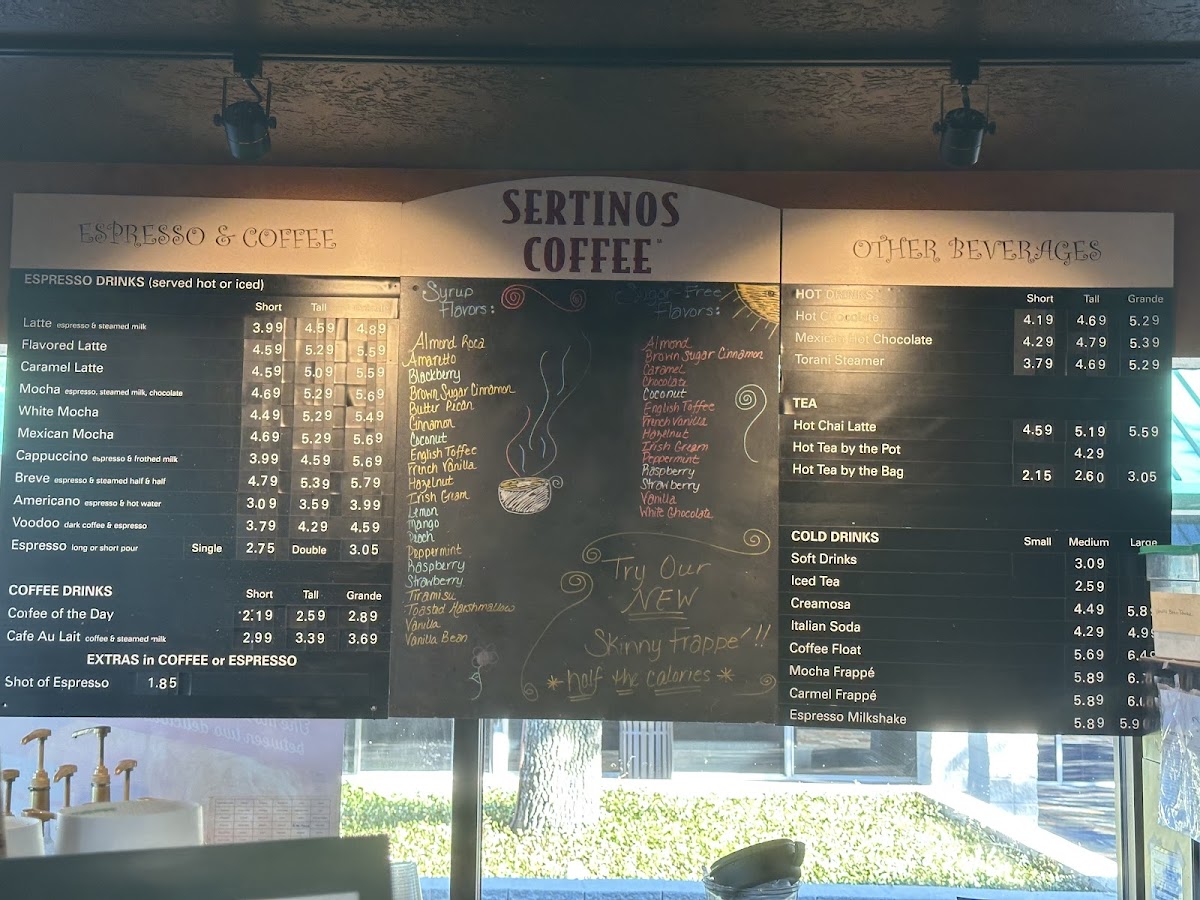 ESPRESSO & COFFEE
ESPRESSO DRINKS (served hot or iced)
Short Tall
Latte espresso & steamed milk 3.99 4.59 4.89
Flavored Latte 4.59 5.29 5.59
Caramel Latte 4.59 5.09 5.59
Mocha espresso, steamed milk, chocolate 4.69 5.29 5.69
White Mocha 4.49 5.29 5.49
Mexican Mocha 4.69 5.29 5.69
Cappuccino espresso & frothed milk 3.99 4.59 5.69
Breve espresso & steamed half & half 4.79 5.39 5.79
Americano espresso & hot water 3.09 3.59 3.99
Voodoo dark coffee & espresso 3.79 4.29 4.59
Espresso long or short pour Single 2.75 Double 3.05
COFFEE DRINKS Short Tall Grande
Coffee of the Day 2.19 2.59 2.89
Cafe Au Lait coffee & steamed milk 2.99 3.39 3.69
EXTRAS in COFFEE or ESPRESSO
Shot of Espresso 1.85
SERTINOS
COFFEE
Syrup
Flavors:
Almond Roca
Amaretto
Blackberry
Brown Sugar Cinnamon
Butter Pecan
Cinnamon
Coconut
English Toffee
French Vanilla
Hazelnut
Irish Cream
Lemon
Mango
Peach
Peppermint
Raspberry
Strawberry
Tiramisu
Toasted Marshmallow
Vanilla
Vanilla Bean
Sugar-Free
Flavors:
Almond
Brown Sugar Cinnamon
Caramel
Chocolate
Coconut
English Toffee
French Vanilla
Hazelnut
Irish Cream
Peppermint
Raspberry
Strawberry
Vanilla
White Chocolate
Try Our
NEW
Skinny Frappe' !!
* half the calories *
OTHER BEVERAGES
HOT DRINKS Short Tall Grande
Hot Chocolate 4.19 4.69 5.29
Mexican Hot Chocolate 4.29 4.79 5.39
Torani Steamer 3.79 4.69 5.29
TEA
Hot Chai Latte 4.59 5.19 5.59
Hot Tea by the Pot 4.29
Hot Tea by the Bag 2.15 2.60 3.05
COLD DRINKS Small Medium Large
Soft Drinks 3.09
Iced Tea 2.59
Creamosa 4.49
Italian Soda 4.29 4.99
Coffee Float 5.69
Mocha Frappé 5.89
Carmel Frappé 5.89
Espresso Milkshake 5.89
between two